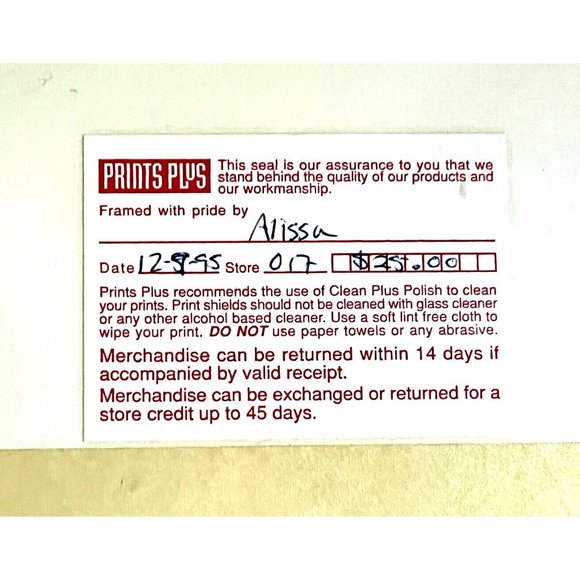 PRINTS PLUS
This seal is our assurance to you that we
stand behind the quality of our products and
our workmanship.
Framed with pride by
Alissa
Date 12-9-95 Store 017
Prints Plus recommends the use of Clean Plus Polish to clean
your prints. Print shields should not be cleaned with glass cleaner
or any other alcohol based cleaner. Use a soft lint free cloth to
wipe your print. DO NOT use paper towels or any abrasive.
Merchandise can be returned within 14 days if
accompanied by valid receipt.
Merchandise can be exchanged or returned for a
store credit up to 45 days.